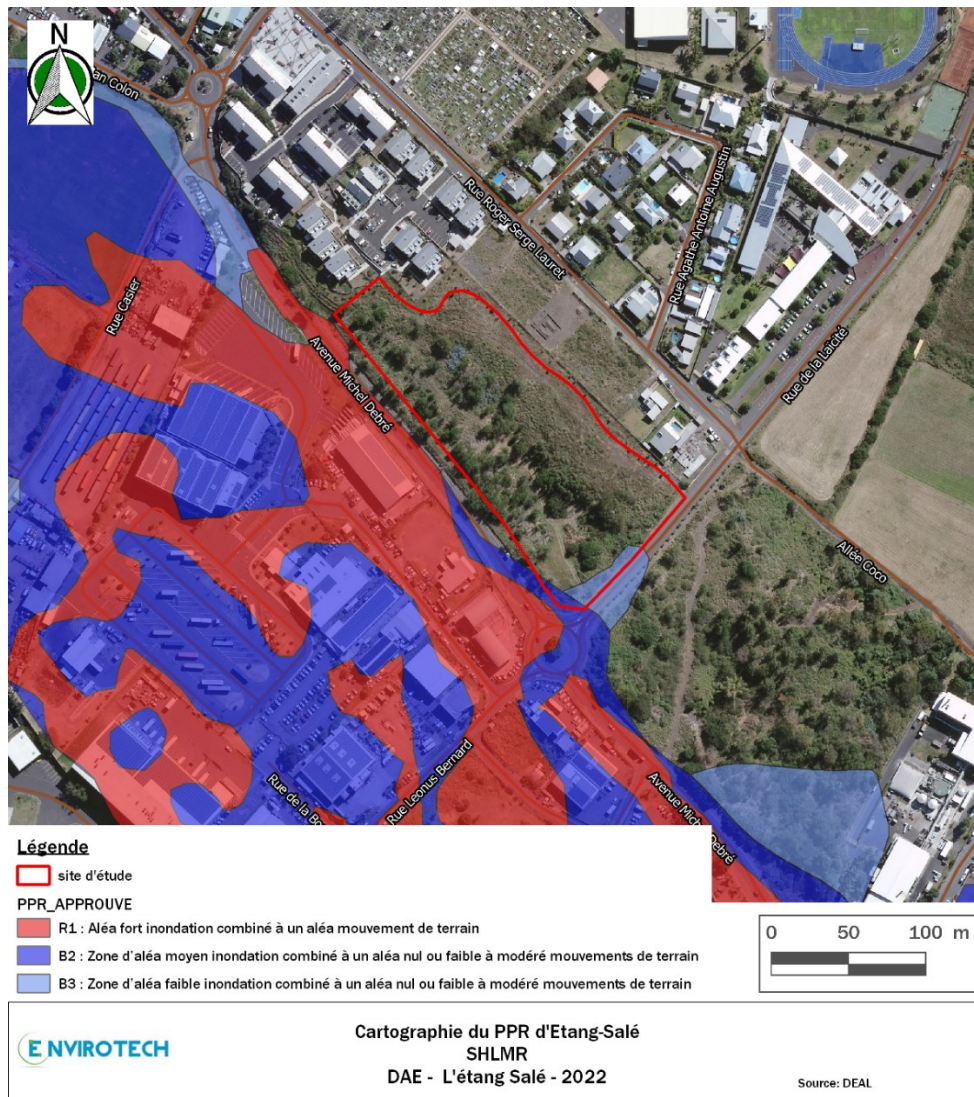 N
an Colon
Rue Casier
Avenue Michel Debré
Rue Roger Serge Lauret
Rue Agathe Antoine Augustin
Rue de la Laïcité
Allée Coco
Rue de la Bo
Rue Leonus Bernard
Avenue Michel Debré
Légende
site d'étude
PPR_APPROUVE
R1 : Aléa fort inondation combiné à un aléa mouvement de terrain
B2 : Zone d'aléa moyen inondation combiné à un aléa nul ou faible à modéré mouvements de terrain
B3 : Zone d'aléa faible inondation combiné à un aléa nul ou faible à modéré mouvements de terrain
0 50 100 m
ENVIROTECH
Cartographie du PPR d'Etang-Salé
SHLMR
DAE - L'étang Salé - 2022
Source: DEAL